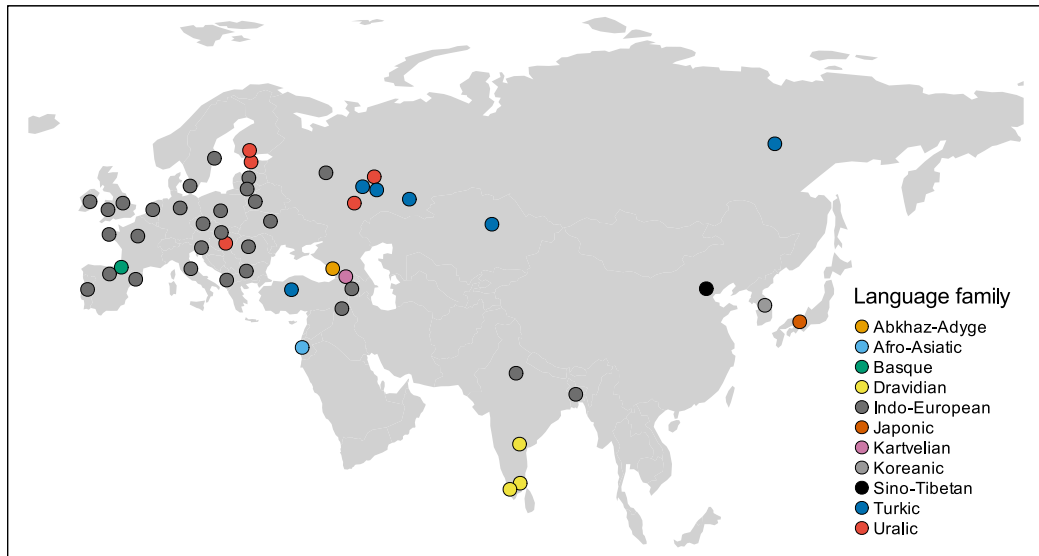 Language family
Abkhaz-Adyge
Afro-Asiatic
Basque
Dravidian
Indo-European
Japonic
Kartvelian
Koreanic
Sino-Tibetan
Turkic
Uralic